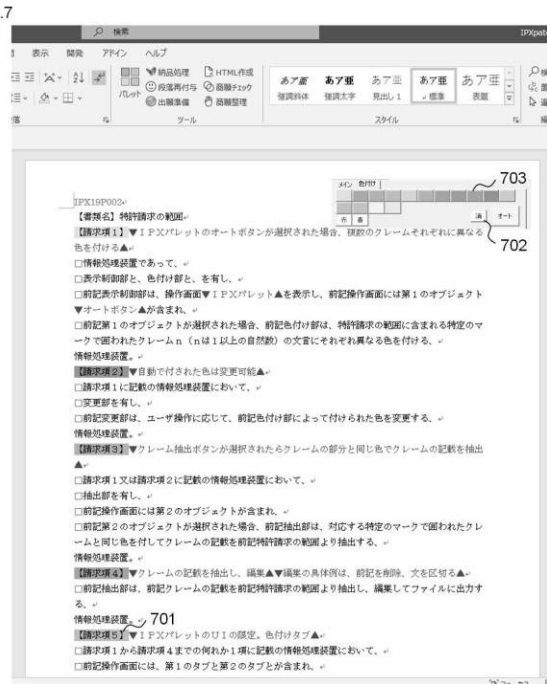 .7
検索
IPXpat
表示 開発 アドイン ヘルプ
パレット
納品処理
HTML作成
段落再付与
商願チェック
出願準備
商願整理
ツール
あア亜
強調斜体
あア亜
強調太字
あア亜
見出し 1
あア亜
標準
あア亜
表題
スタイル
703
メイン 色付け
赤 青
消
オート
702
IPX19P002
【書類名】特許請求の範囲
【請求項１】▼ＩＰＸパレットのオートボタンが選択された場合、複数のクレームそれぞれに異なる
色を付ける▲
□情報処理装置であって、
□表示制御部と、色付け部と、を有し、
□前記表示制御部は、操作画面▼ＩＰＸパレット▲を表示し、前記操作画面には第１のオブジェクト
▼オートボタン▲が含まれ、
□前記第１のオブジェクトが選択された場合、前記色付け部は、特許請求の範囲に含まれる特定のマ
ークで囲われたクレームｎ（ｎは１以上の自然数）の文言にそれぞれ異なる色を付ける、
情報処理装置。
【請求項２】▼自動で付された色は変更可能▲
□請求項１に記載の情報処理装置において、
□変更部を有し、
□前記変更部は、ユーザ操作に応じて、前記色付け部によって付けられた色を変更する、
情報処理装置。
【請求項３】▼クレーム抽出ボタンが選択されたらクレームの部分と同じ色でクレームの記載を抽出
▲
□請求項１又は請求項２に記載の情報処理装置において、
□抽出部を有し、
□前記操作画面には第２のオブジェクトが含まれ、
□前記第２のオブジェクトが選択された場合、前記抽出部は、対応する特定のマークで囲われたクレ
ームと同じ色を付してクレームの記載を前記特許請求の範囲より抽出する、
情報処理装置。
【請求項４】▼クレームの記載を抽出し、編集▲▼編集の具体例は、前記を削除、文を区切る▲
□前記抽出部は、前記クレームの記載を前記特許請求の範囲より抽出し、編集してファイルに出力す
る、
情報処理装置。
701
【請求項５】▼ＩＰＸパレットのＵＩの限定。色付けタブ▲
□請求項１から請求項４までの何れか１項に記載の情報処理装置において、
□前記操作画面には、第１のタブと第２のタブとが含まれ、